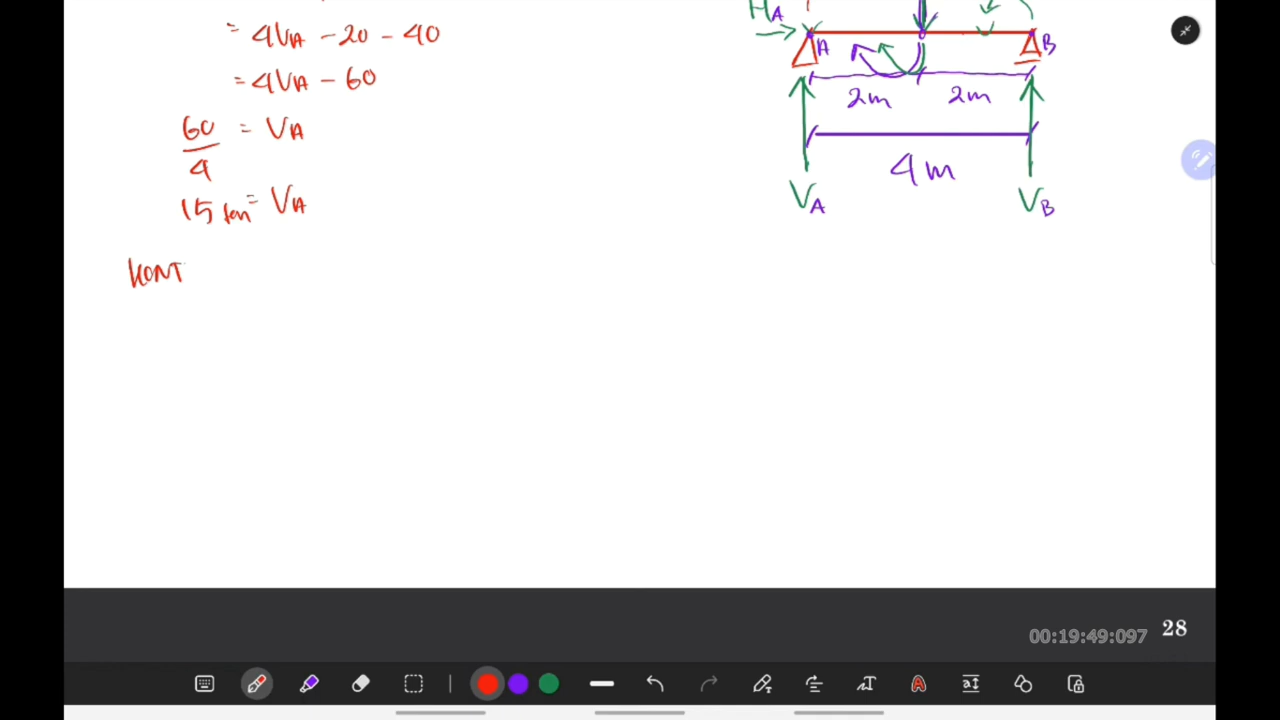 = 4VA - 20 - 40
= 4VA - 60
60/4 = VA
15 ton = VA
KONT
HA
A
B
2m
2m
4m
VA
VB
00:19:49:097
28